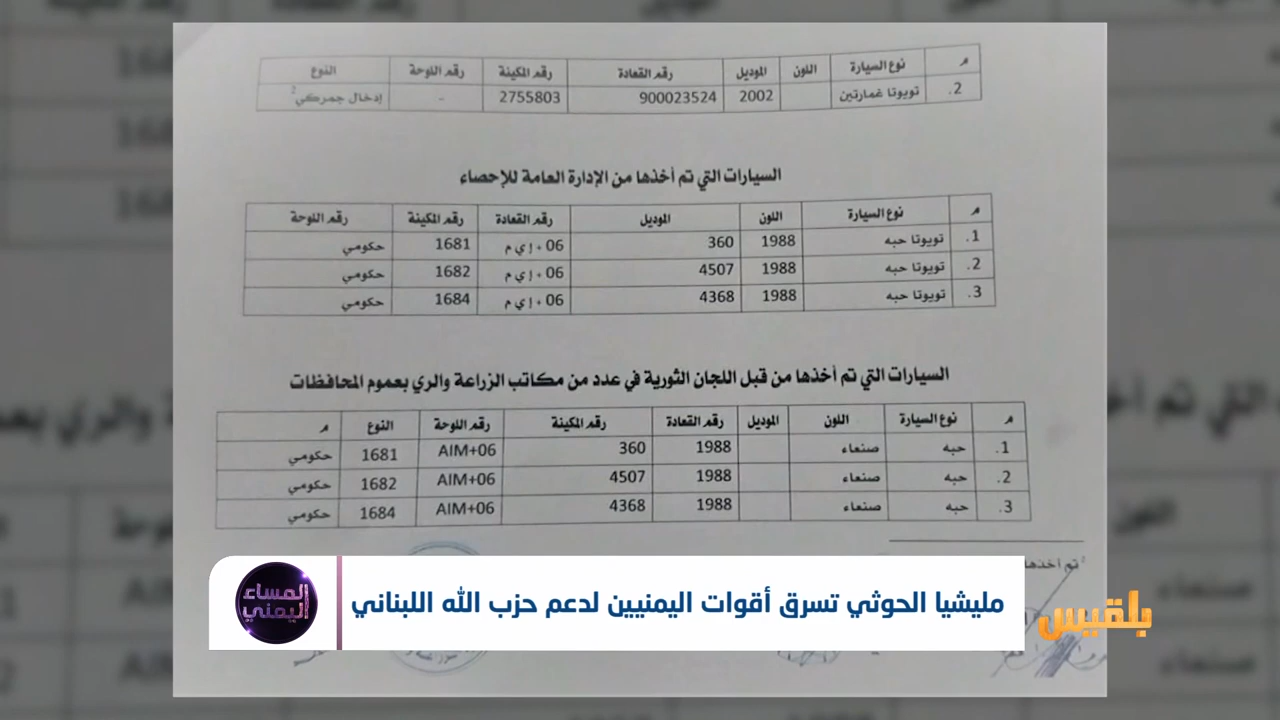 م نوع السيارة اللون الموديل رقم القعادة رقم المكينة رقم اللوحة النوع
2. تويوتا غمارتين 2002 900023524 2755803 - إدخال جمركي2
السيارات التي تم أخذها من الإدارة العامة للإحصاء
م نوع السيارة اللون الموديل رقم القعادة رقم المكينة رقم اللوحة
1. تويوتا حبه 1988 360 06+إي م 1681 حكومي
2. تويوتا حبه 1988 4507 06+إي م 1682 حكومي
3. تويوتا حبه 1988 4368 06+إي م 1684 حكومي
السيارات التي تم أخذها من قبل اللجان الثورية في عدد من مكاتب الزراعة والري بعموم المحافظات
م نوع السيارة اللون الموديل رقم القعادة رقم المكينة رقم اللوحة النوع م
1. حبه صنعاء 1988 360 AIM+06 1681 حكومي
2. حبه صنعاء 1988 4507 AIM+06 1682 حكومي
3. حبه صنعاء 1988 4368 AIM+06 1684 حكومي
2 تم أخذها
مليشيا الحوثي تسرق أقوات اليمنيين لدعم حزب الله اللبناني
المساء اليمني
بلقيس